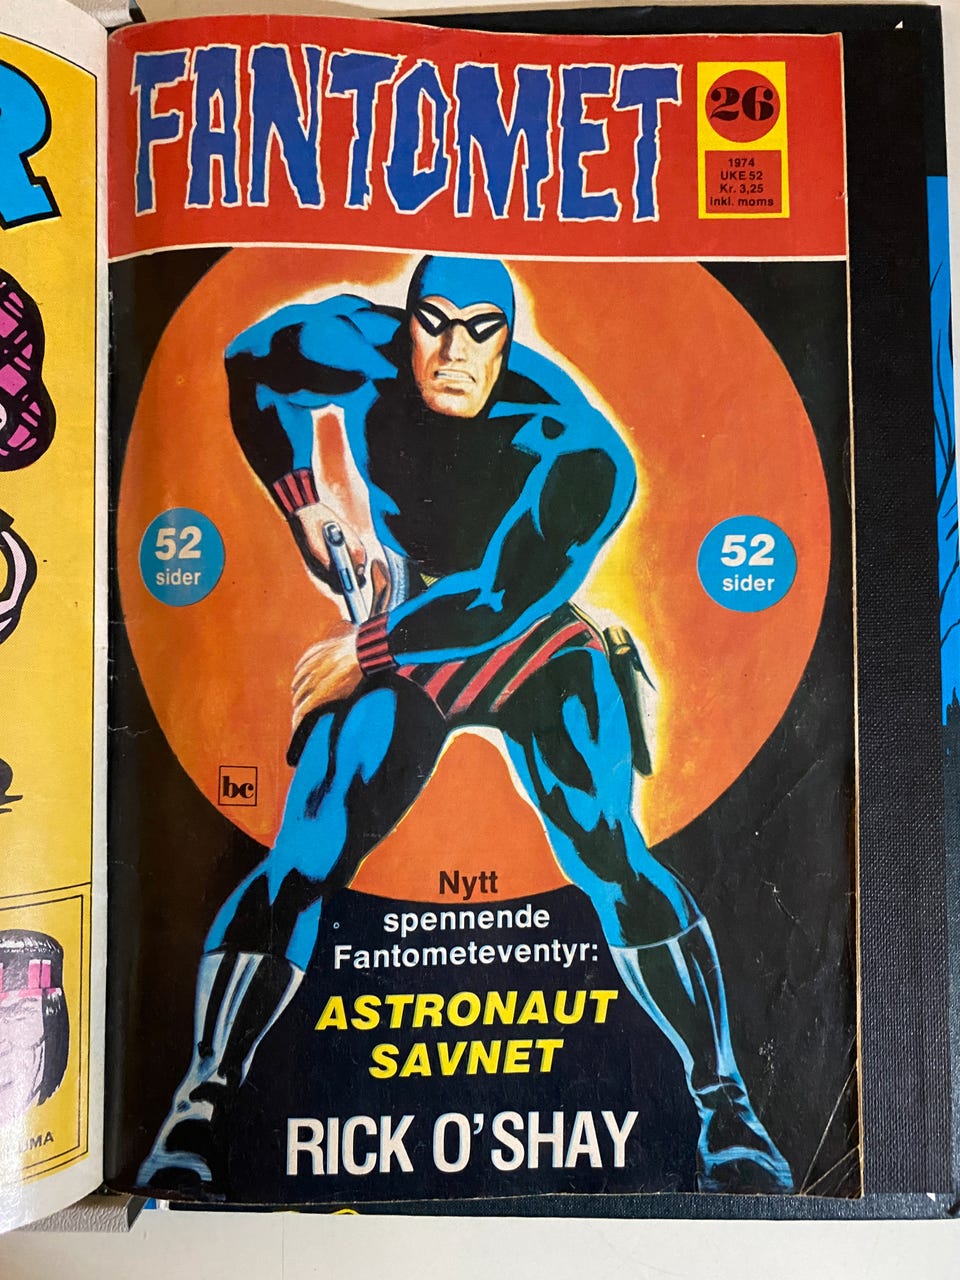 FANTOMET
26
1974
UKE 52
Kr. 3,25
inkl. moms
52
sider
52
sider
bc
Nytt
spennende
Fantometeventyr:
ASTRONAUT
SAVNET
RICK O'SHAY